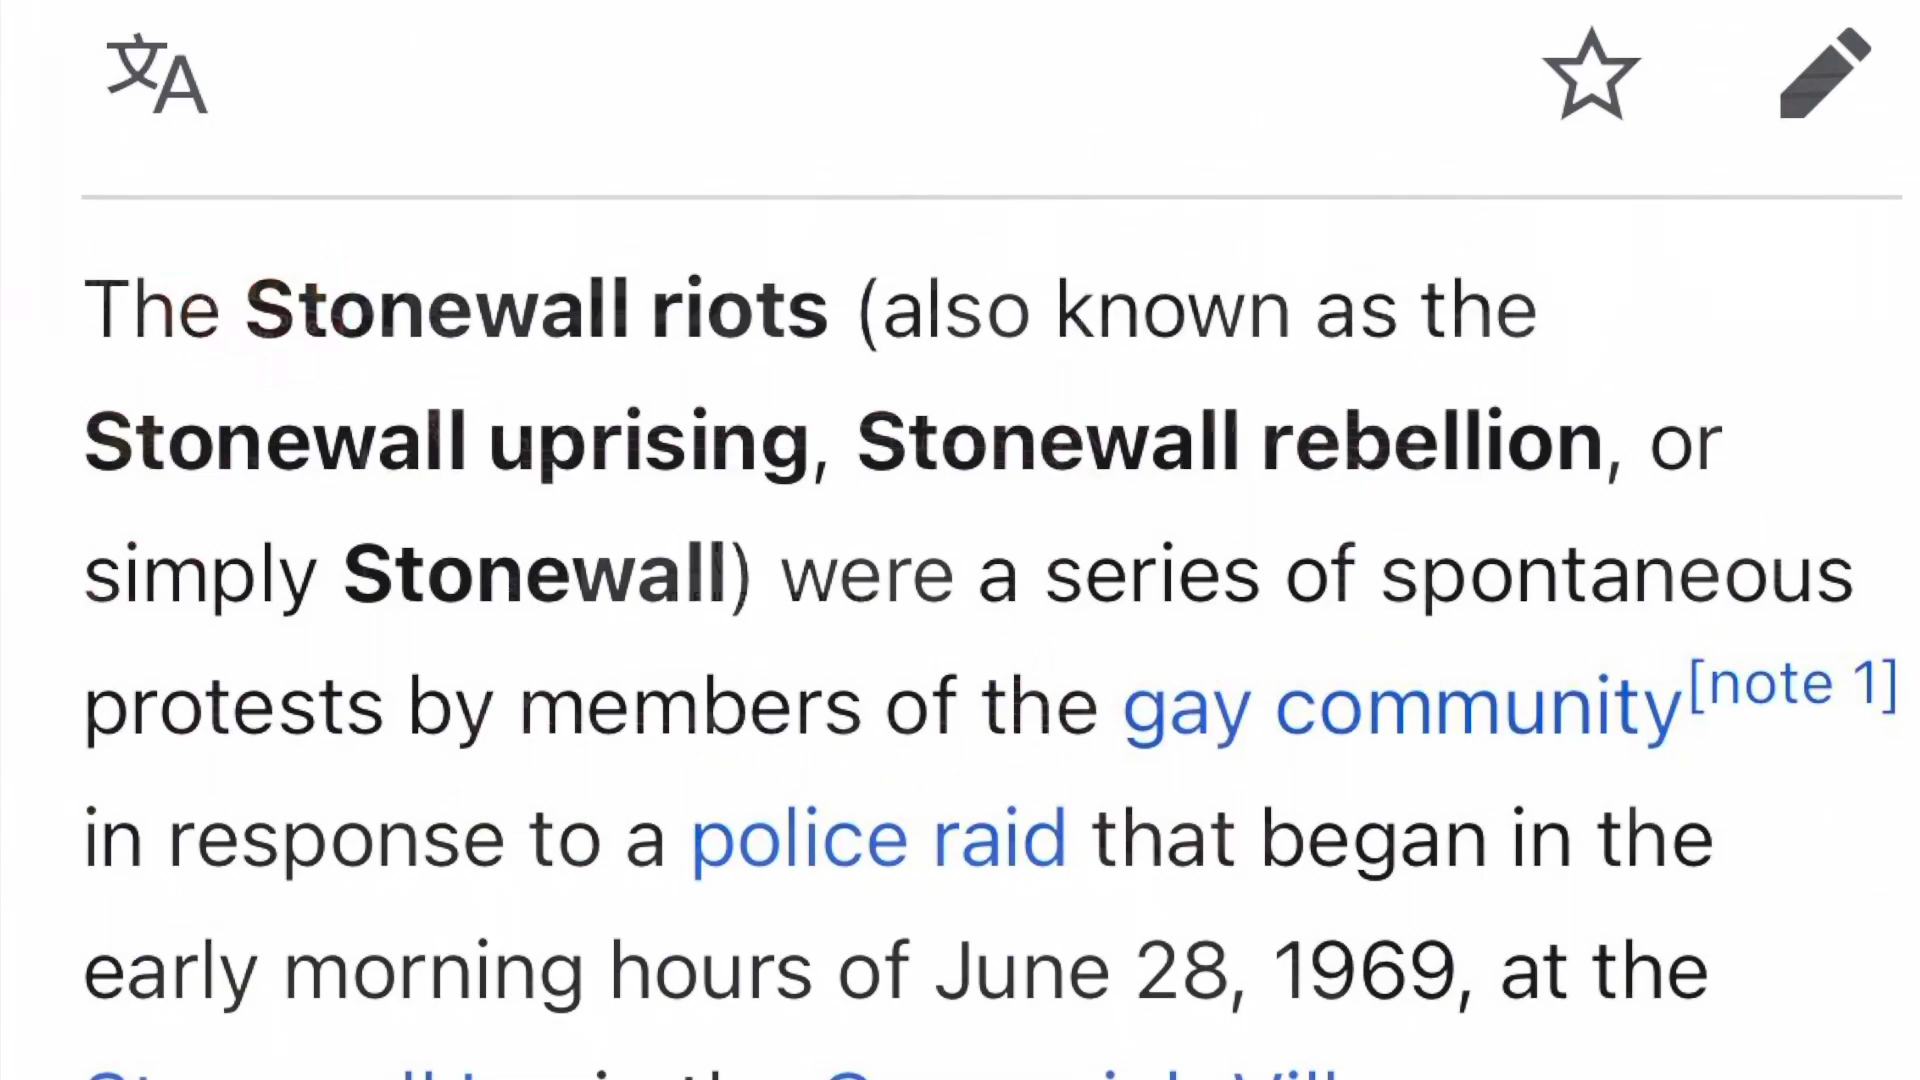 文A
The Stonewall riots (also known as the
Stonewall uprising, Stonewall rebellion, or
simply Stonewall) were a series of spontaneous
protests by members of the gay community[note 1]
in response to a police raid that began in the
early morning hours of June 28, 1969, at the